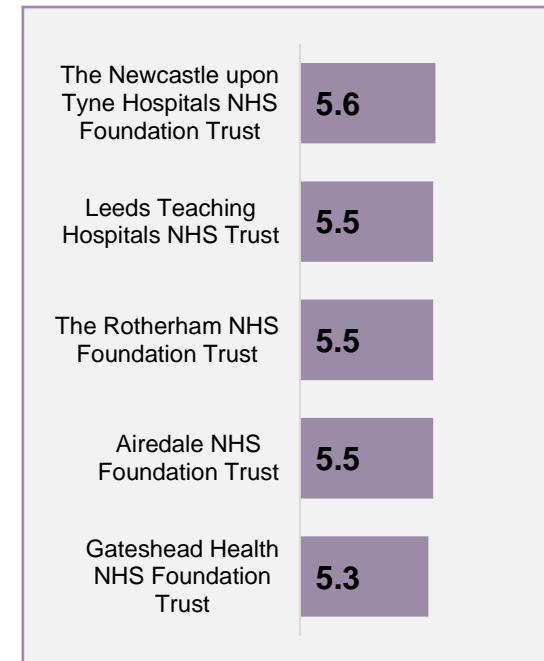 The Newcastle upon
Tyne Hospitals NHS
Foundation Trust
5.6
Leeds Teaching
Hospitals NHS Trust
5.5
The Rotherham NHS
Foundation Trust
5.5
Airedale NHS
Foundation Trust
5.5
Gateshead Health
NHS Foundation
Trust
5.3